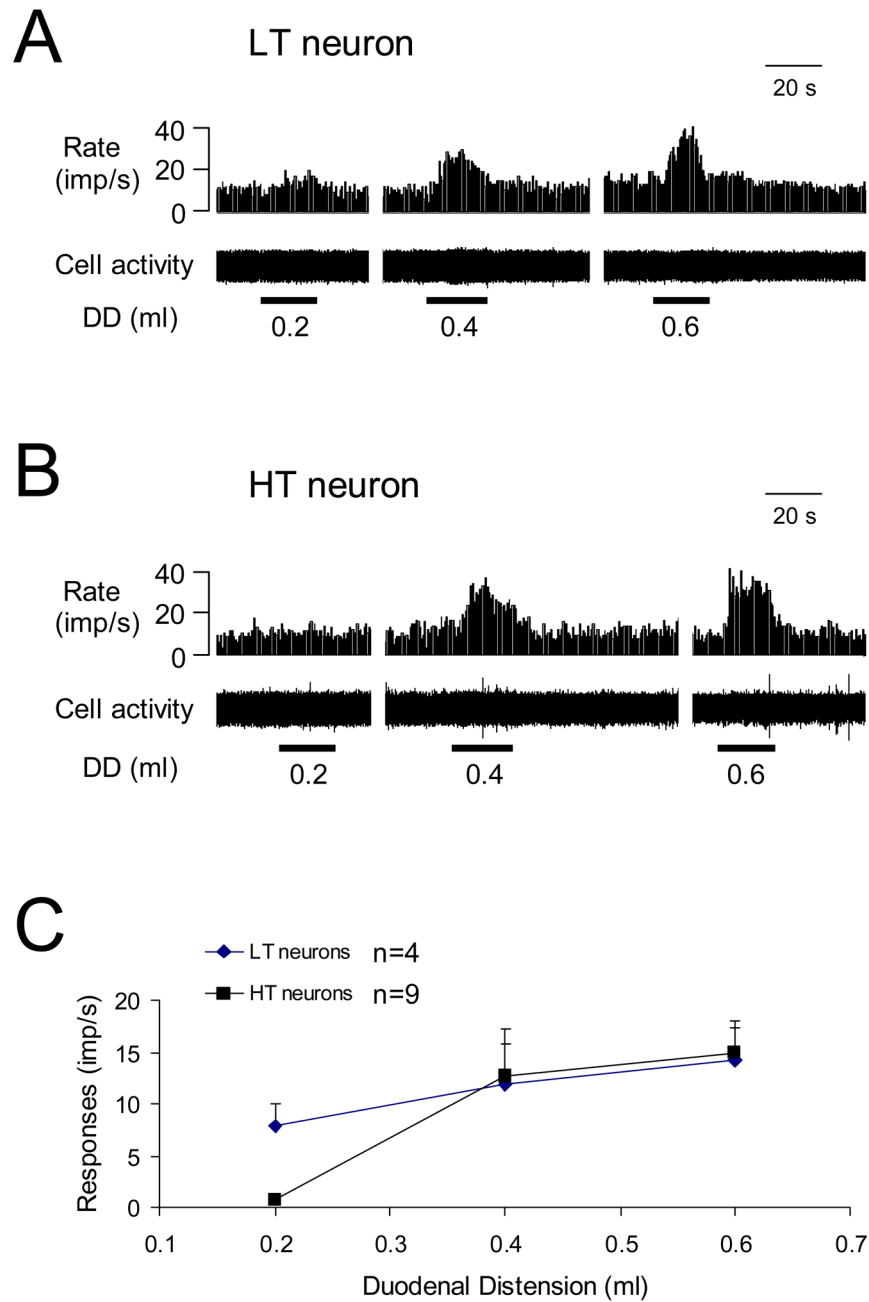 A
LT neuron
20 s
Rate
(imp/s)
40
20
0
Cell activity
DD (ml)
0.2
0.4
0.6
B
HT neuron
20 s
Rate
(imp/s)
40
20
0
Cell activity
DD (ml)
0.2
0.4
0.6
C
LT neurons n=4
HT neurons n=9
Responses (imp/s)
20
15
10
5
0
0.1 0.2 0.3 0.4 0.5 0.6 0.7
Duodenal Distension (ml)